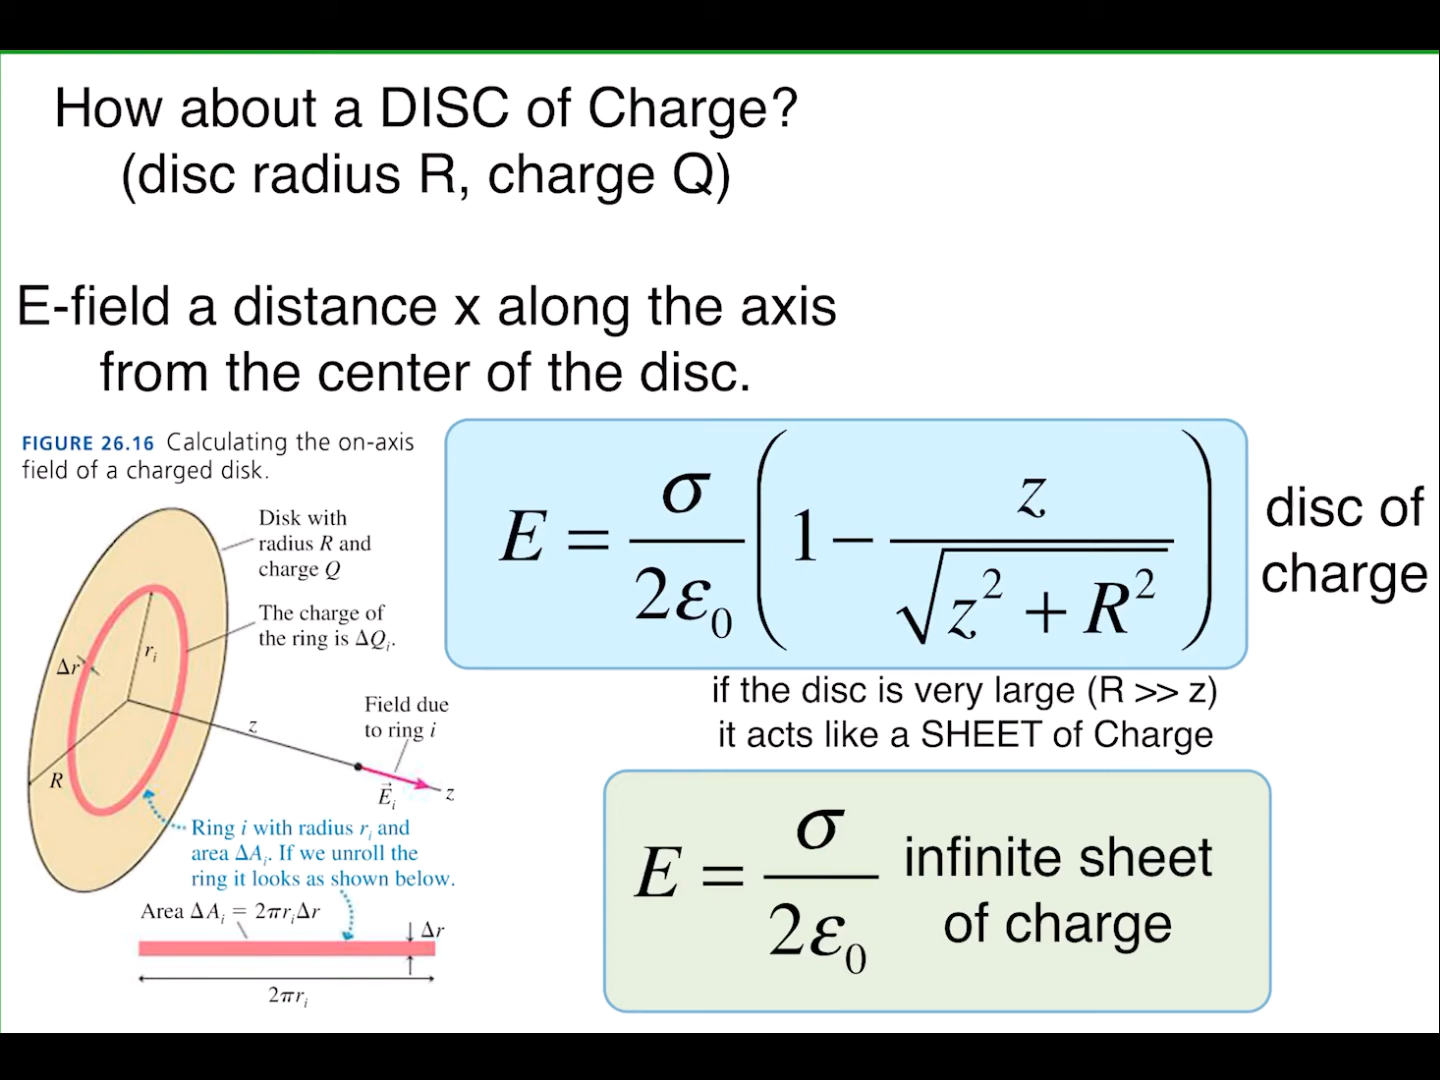 How about a DISC of Charge?
(disc radius R, charge Q)
E-field a distance x along the axis
from the center of the disc.
FIGURE 26.16 Calculating the on-axis
field of a charged disk.
Disk with
radius R and
charge Q
The charge of
the ring is ΔQᵢ.
rᵢ
Δr
z
R
Field due
to ring i
E⃗ᵢ
z
Ring i with radius rᵢ and
area ΔAᵢ. If we unroll the
ring it looks as shown below.
Area ΔAᵢ = 2πrᵢΔr
Δr
2πrᵢ
E = σ/2ε₀ (1 − z/√(z² + R²))
disc of
charge
if the disc is very large (R >> z)
it acts like a SHEET of Charge
E = σ/2ε₀
infinite sheet
of charge